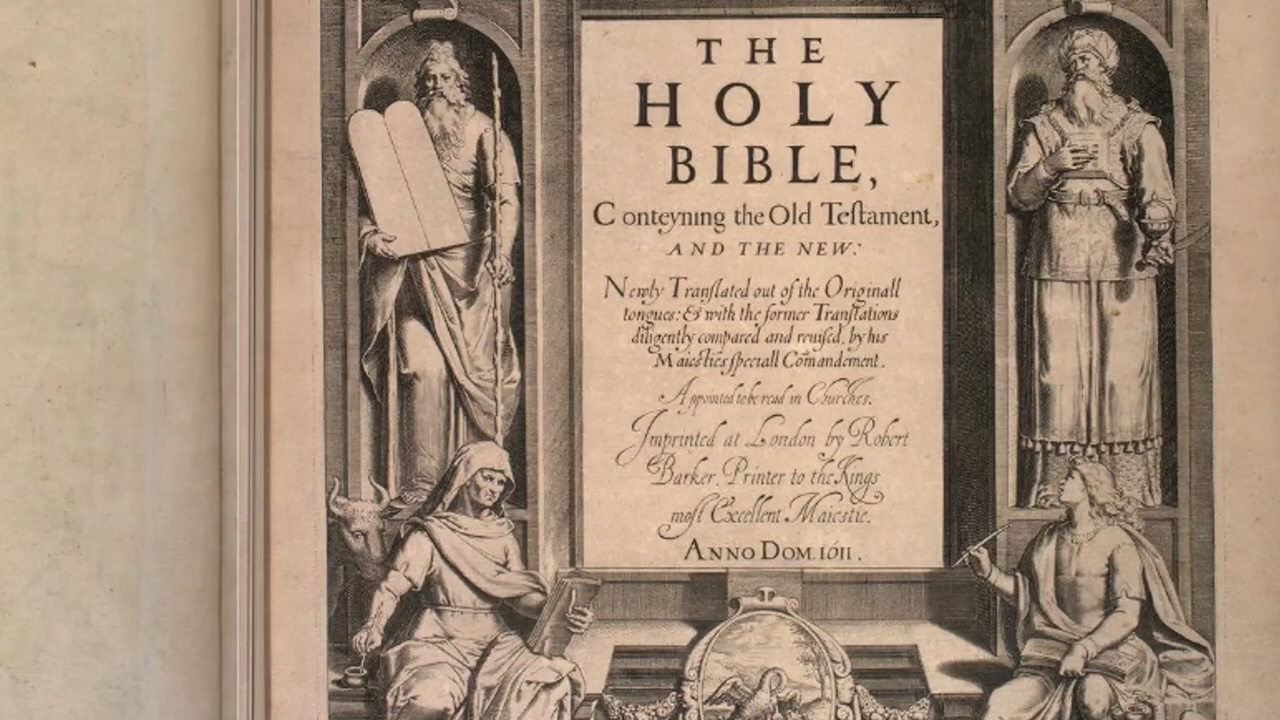 THE
HOLY
BIBLE,
Conteyning the Old Teſtament,
AND THE NEW:
Newly Tranſlated out of the Originall
tongues: & with the former Tranſlations
diligently compared and reuiſed, by his
Maieſties ſpeciall Cōmandement.
Appointed to be read in Churches.
Imprinted at London by Robert
Barker, Printer to the Kings
moſt Excellent Maieſtie.
ANNO DOM. 1611.